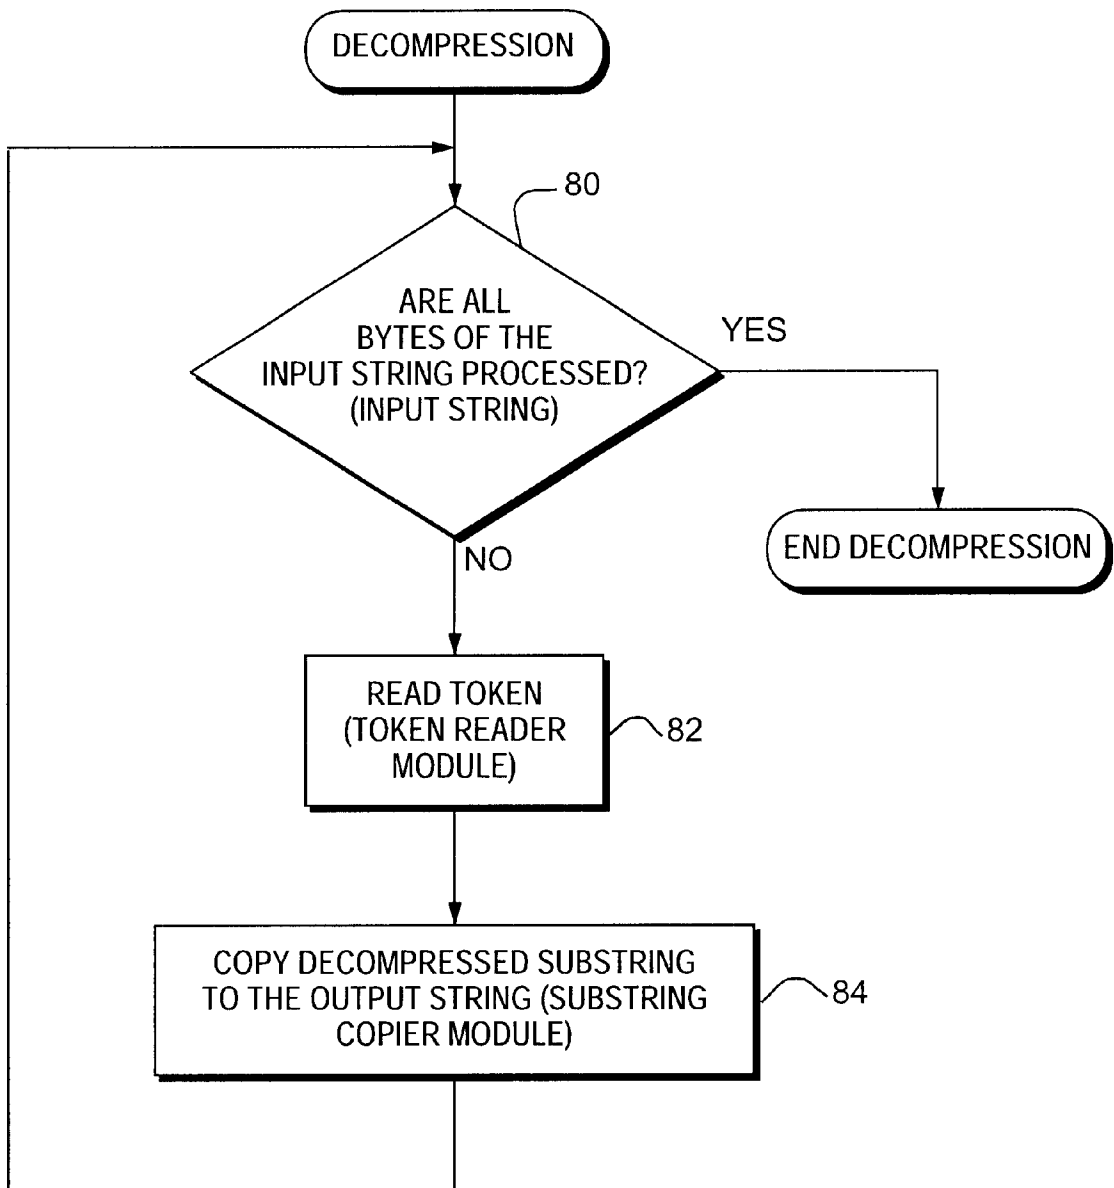 DECOMPRESSION
80
ARE ALL
BYTES OF THE
INPUT STRING PROCESSED?
(INPUT STRING)
YES
END DECOMPRESSION
NO
READ TOKEN
(TOKEN READER
MODULE)
82
COPY DECOMPRESSED SUBSTRING
TO THE OUTPUT STRING (SUBSTRING
COPIER MODULE)
84